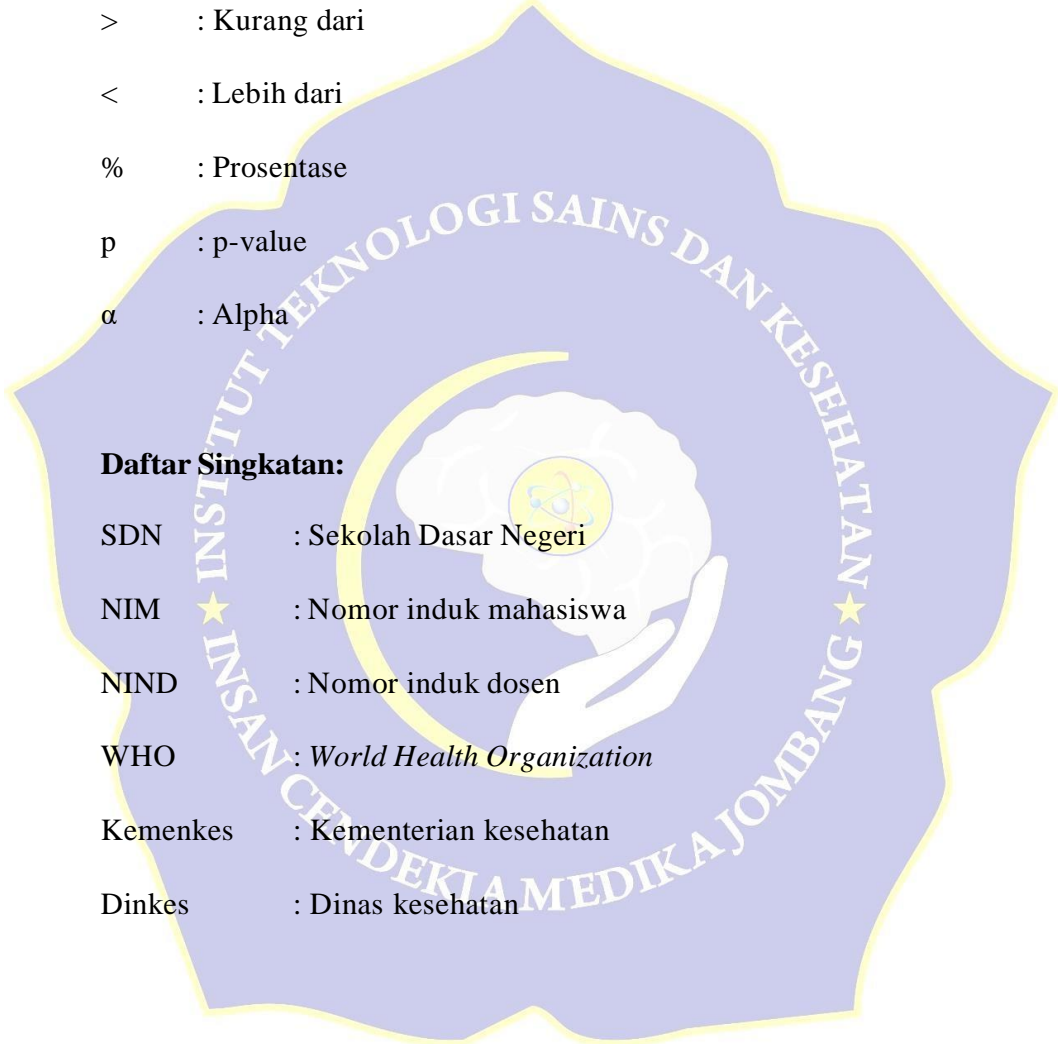 > : Kurang dari
< : Lebih dari
% : Prosentase
p : p-value
α : Alpha
Daftar Singkatan:
SDN : Sekolah Dasar Negeri
NIM : Nomor induk mahasiswa
NIND : Nomor induk dosen
WHO : World Health Organization
Kemenkes : Kementerian kesehatan
Dinkes : Dinas kesehatan
INSTITUT TEKNOLOGI SAINS DAN KESEHATAN
INSAN CENDEKIA MEDIKA JOMBANG